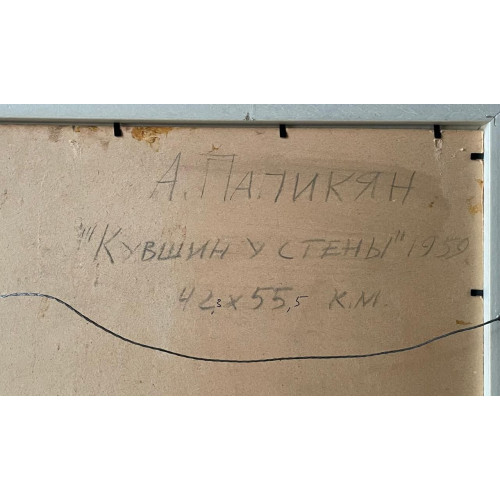 А. Папикян.
"Кувшин у стены" 1959
42,5 x 55,5 к.м.